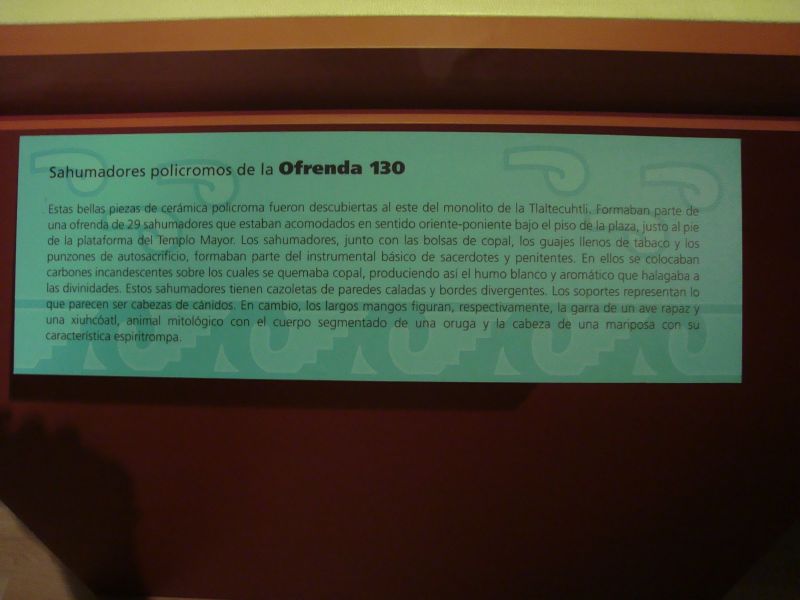 Sahumadores policromos de la Ofrenda 130
Estas bellas piezas de cerámica policroma fueron descubiertas al este del monolito de la Tlaltecuhtli. Formaban parte de
una ofrenda de 29 sahumadores que estaban acomodados en sentido oriente-poniente bajo el piso de la plaza, justo al pie
de la plataforma del Templo Mayor. Los sahumadores, junto con las bolsas de copal, los guajes llenos de tabaco y los
punzones de autosacrificio, formaban parte del instrumental básico de sacerdotes y penitentes. En ellos se colocaban
carbones incandescentes sobre los cuales se quemaba copal, produciendo así el humo blanco y aromático que halagaba a
las divinidades. Estos sahumadores tienen cazoletas de paredes caladas y bordes divergentes. Los soportes representan lo
que parecen ser cabezas de cánidos. En cambio, los largos mangos figuran, respectivamente, la garra de un ave rapaz y
una xiuhcóatl, animal mitológico con el cuerpo segmentado de una oruga y la cabeza de una mariposa con su
característica espiritrompa.